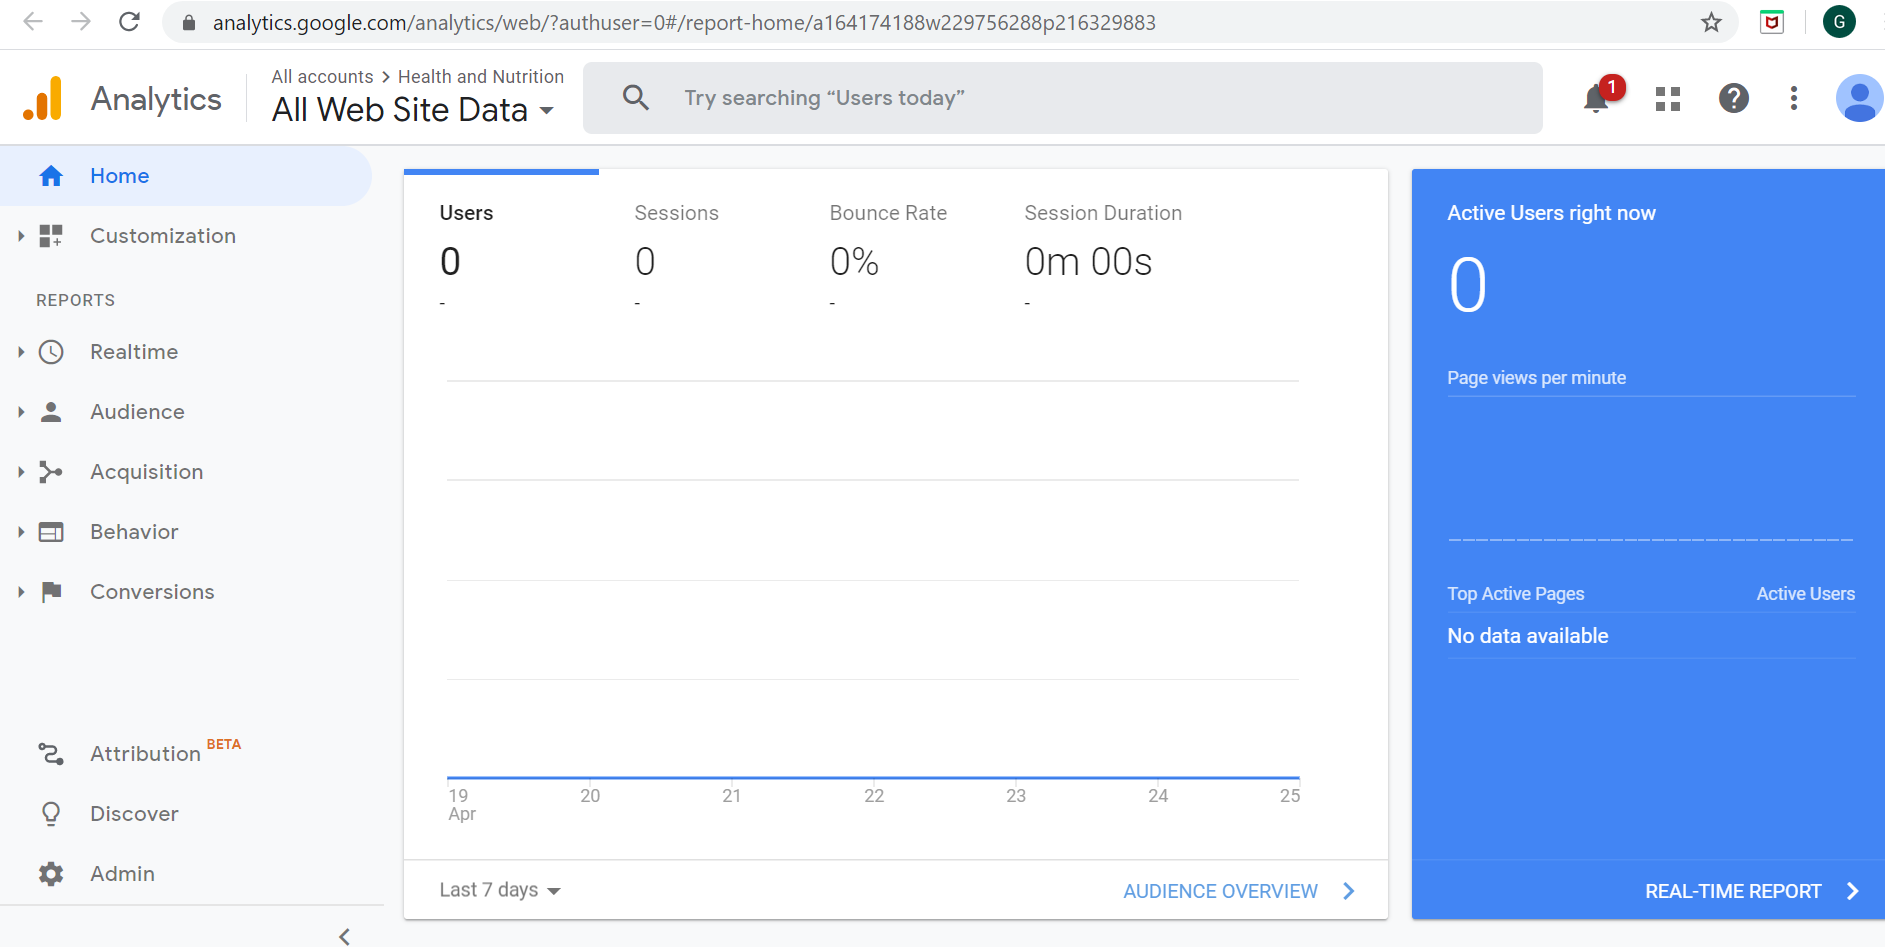 analytics.google.com/analytics/web/?authuser=0#/report-home/a164174188w229756288p216329883
G
Analytics
All accounts > Health and Nutrition
All Web Site Data
Try searching “Users today”
1
?
Home
Customization
REPORTS
Realtime
Audience
Acquisition
Behavior
Conversions
Attribution BETA
Discover
Admin
Users
0
-
Sessions
0
-
Bounce Rate
0%
-
Session Duration
0m 00s
-
19 20 21 22 23 24 25
Apr
Last 7 days
AUDIENCE OVERVIEW
Active Users right now
0
Page views per minute
Top Active Pages Active Users
No data available
REAL-TIME REPORT